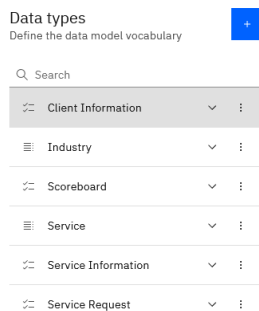 Data types
Define the data model vocabulary
Search
Client Information
Industry
Scoreboard
Service
Service Information
Service Request